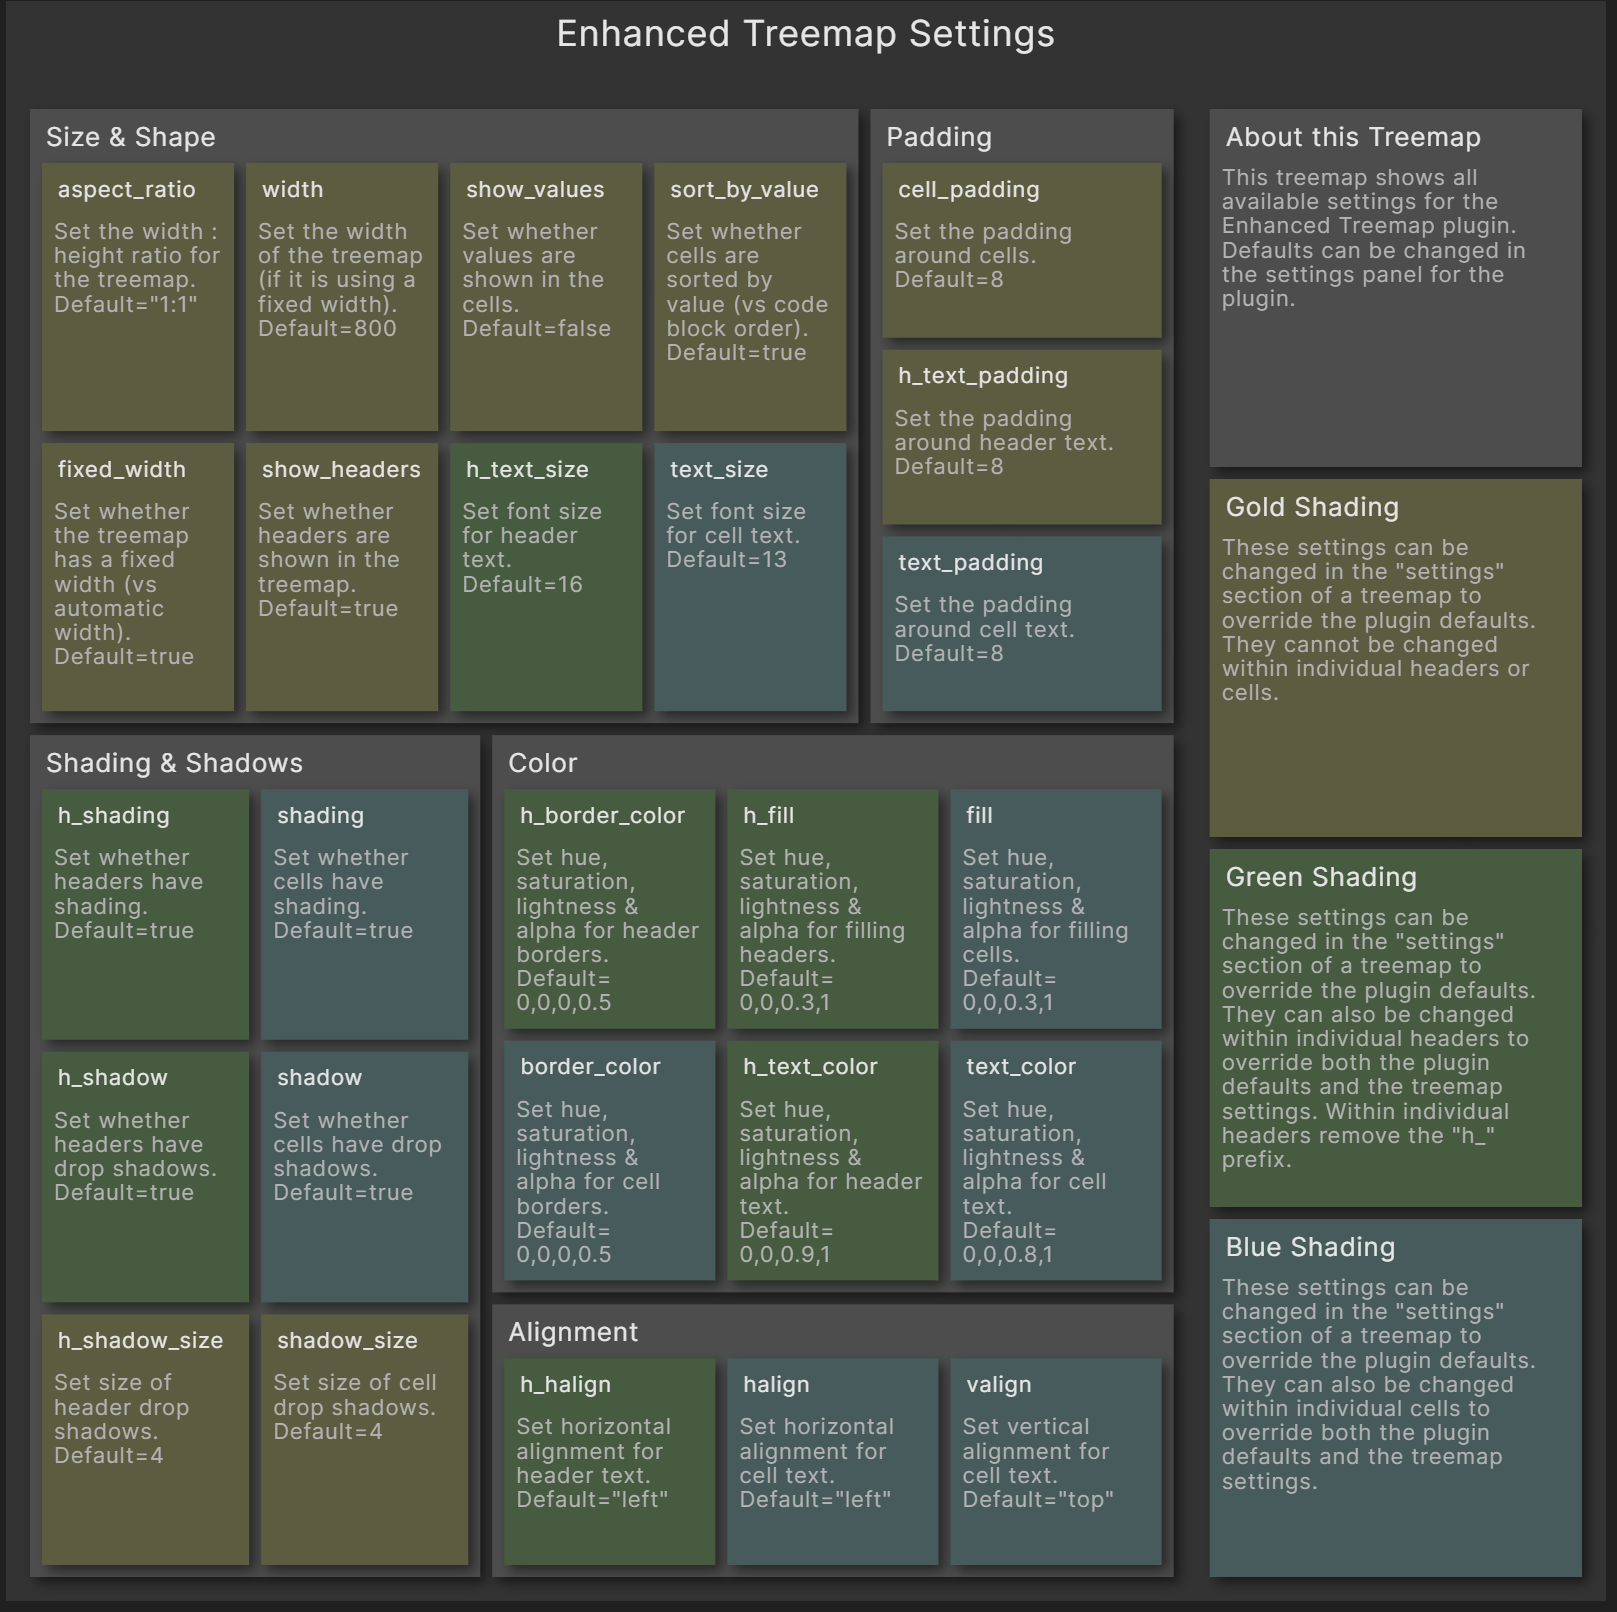 Enhanced Treemap Settings
Size & Shape
aspect_ratio
Set the width :
height ratio for
the treemap.
Default="1:1"
width
Set the width
of the treemap
(if it is using a
fixed width).
Default=800
show_values
Set whether
values are
shown in the
cells.
Default=false
sort_by_value
Set whether
cells are
sorted by
value (vs code
block order).
Default=true
fixed_width
Set whether
the treemap
has a fixed
width (vs
automatic
width).
Default=true
show_headers
Set whether
headers are
shown in the
treemap.
Default=true
h_text_size
Set font size
for header
text.
Default=16
text_size
Set font size
for cell text.
Default=13
Padding
cell_padding
Set the padding
around cells.
Default=8
h_text_padding
Set the padding
around header text.
Default=8
text_padding
Set the padding
around cell text.
Default=8
Shading & Shadows
h_shading
Set whether
headers have
shading.
Default=true
shading
Set whether
cells have
shading.
Default=true
h_shadow
Set whether
headers have
drop shadows.
Default=true
shadow
Set whether
cells have drop
shadows.
Default=true
h_shadow_size
Set size of
header drop
shadows.
Default=4
shadow_size
Set size of cell
drop shadows.
Default=4
Color
h_border_color
Set hue,
saturation,
lightness &
alpha for header
borders.
Default=
0,0,0,0.5
h_fill
Set hue,
saturation,
lightness &
alpha for filling
headers.
Default=
0,0,0.3,1
fill
Set hue,
saturation,
lightness &
alpha for filling
cells.
Default=
0,0,0.3,1
border_color
Set hue,
saturation,
lightness &
alpha for cell
borders.
Default=
0,0,0,0.5
h_text_color
Set hue,
saturation,
lightness &
alpha for header
text.
Default=
0,0,0.9,1
text_color
Set hue,
saturation,
lightness &
alpha for cell
text.
Default=
0,0,0.8,1
Alignment
h_halign
Set horizontal
alignment for
header text.
Default="left"
halign
Set horizontal
alignment for
cell text.
Default="left"
valign
Set vertical
alignment for
cell text.
Default="top"
About this Treemap
This treemap shows all
available settings for the
Enhanced Treemap plugin.
Defaults can be changed in
the settings panel for the
plugin.
Gold Shading
These settings can be
changed in the "settings"
section of a treemap to
override the plugin defaults.
They cannot be changed
within individual headers or
cells.
Green Shading
These settings can be
changed in the "settings"
section of a treemap to
override the plugin defaults.
They can also be changed
within individual headers to
override both the plugin
defaults and the treemap
settings. Within individual
headers remove the "h_"
prefix.
Blue Shading
These settings can be
changed in the "settings"
section of a treemap to
override the plugin defaults.
They can also be changed
within individual cells to
override both the plugin
defaults and the treemap
settings.